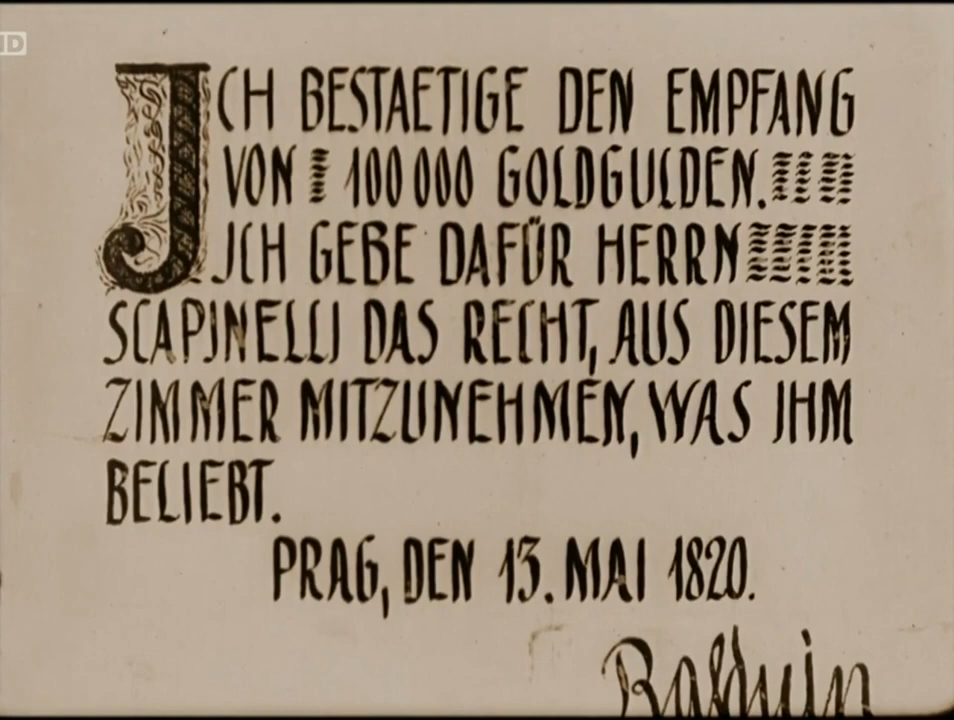 JCH BESTAETIGE DEN EMPFANG
VON 100 000 GOLDGULDEN.
JCH GEBE DAFÜR HERRN
SCAPJNELLJ DAS RECHT, AUS DIESEM
ZIMMER MITZUNEHMEN, WAS JHM
BELIEBT.
PRAG, DEN 13. MAI 1820.
Balduin